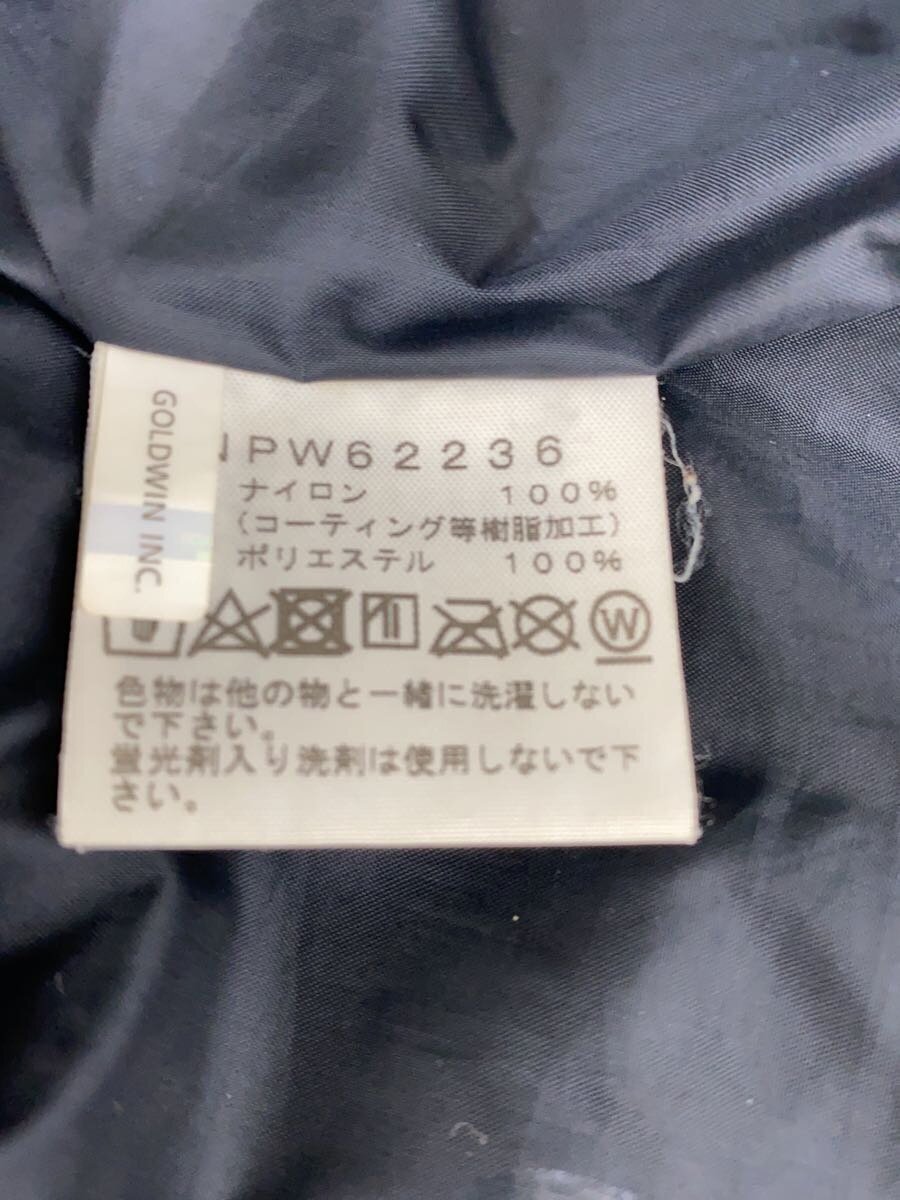 GOLDWIN INC.
NPW62236
ナイロン 100%
(コーティング等樹脂加工)
ポリエステル 100%
W
色物は他の物と一緒に洗濯しない
で下さい。
蛍光剤入り洗剤は使用しないで下
さい。